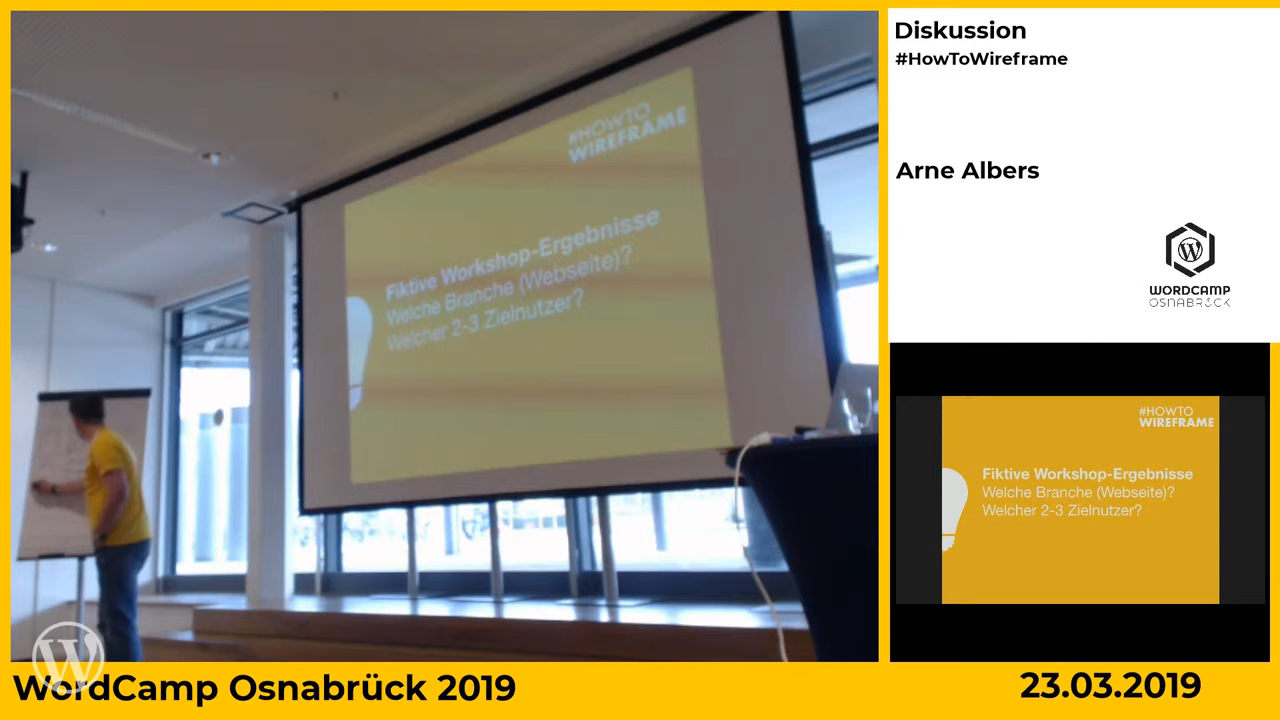 #HOWTO
WIREFRAME
Fiktive Workshop-Ergebnisse
Welche Branche (Webseite)?
Welcher 2-3 Zielnutzer?
Diskussion
#HowToWireframe
Arne Albers
WORDCAMP
OSNABRÜCK
#HOWTO
WIREFRAME
Fiktive Workshop-Ergebnisse
Welche Branche (Webseite)?
Welcher 2-3 Zielnutzer?
WordCamp Osnabrück 2019
23.03.2019